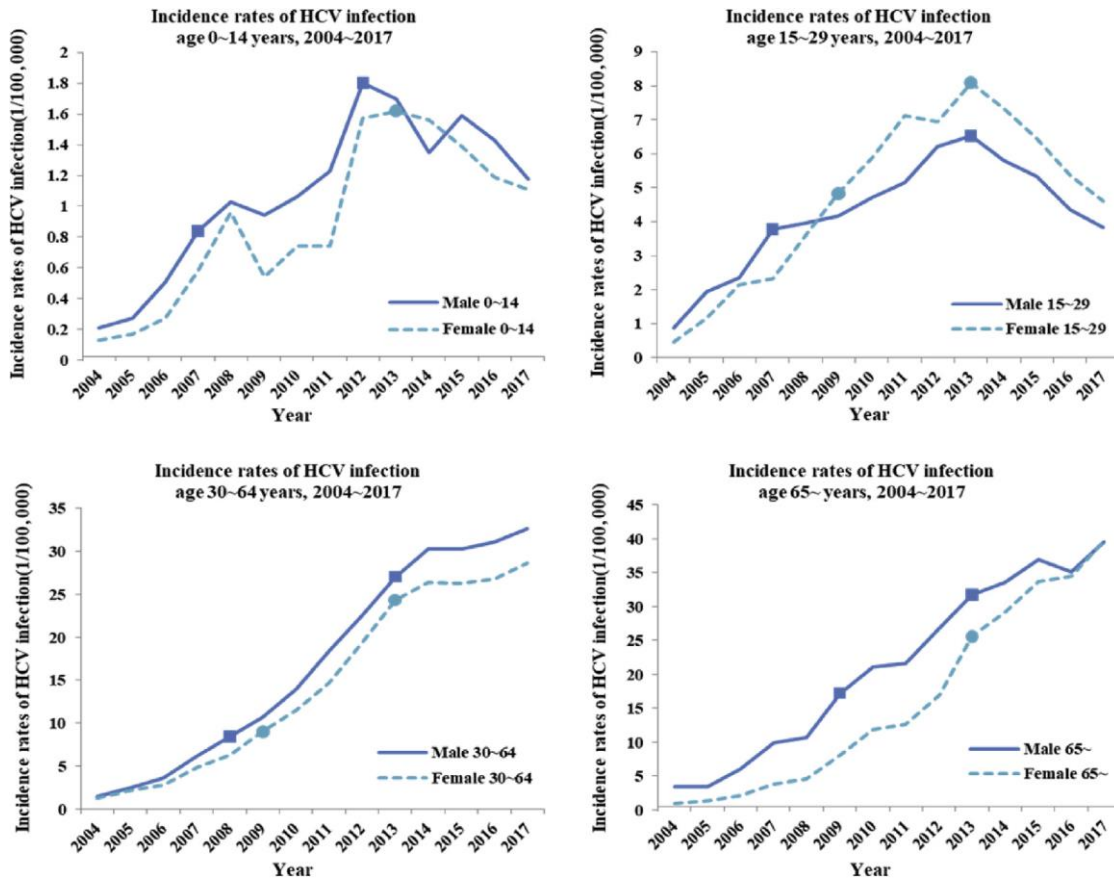 Incidence rates of HCV infection
age 0~14 years, 2004~2017
Incidence rates of HCV infection(1/100,000)
2
1.8
1.6
1.4
1.2
1
0.8
0.6
0.4
0.2
0
Male 0~14
Female 0~14
2004 2005 2006 2007 2008 2009 2010 2011 2012 2013 2014 2015 2016 2017
Year
Incidence rates of HCV infection
age 15~29 years, 2004~2017
Incidence rates of HCV infection(1/100,000)
9
8
7
6
5
4
3
2
1
0
Male 15~29
Female 15~29
2004 2005 2006 2007 2008 2009 2010 2011 2012 2013 2014 2015 2016 2017
Year
Incidence rates of HCV infection
age 30~64 years, 2004~2017
Incidence rates of HCV infection(1/100,000)
35
30
25
20
15
10
5
0
Male 30~64
Female 30~64
2004 2005 2006 2007 2008 2009 2010 2011 2012 2013 2014 2015 2016 2017
Year
Incidence rates of HCV infection
age 65~ years, 2004~2017
Incidence rates of HCV infection(1/100,000)
45
40
35
30
25
20
15
10
5
0
Male 65~
Female 65~
2004 2005 2006 2007 2008 2009 2010 2011 2012 2013 2014 2015 2016 2017
Year